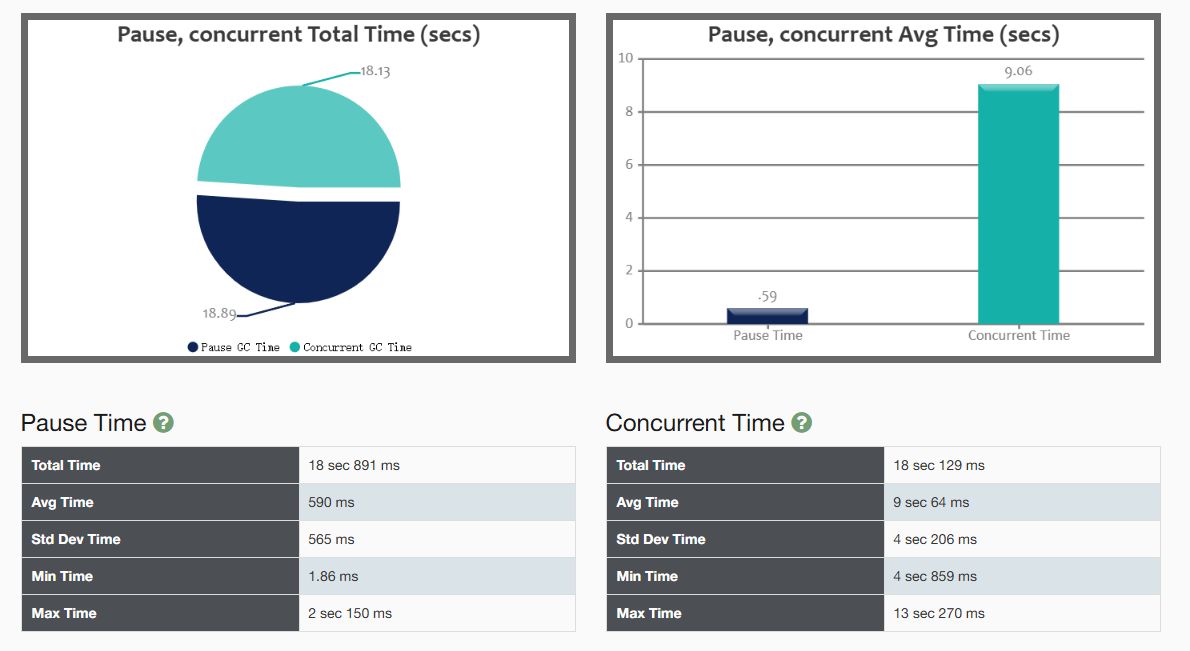 Pause, concurrent Total Time (secs)
18.13
18.89
Pause GC Time Concurrent GC Time
Pause, concurrent Avg Time (secs)
10
8
6
4
2
0
9.06
.59
Pause Time Concurrent Time
Pause Time ?
Total Time 18 sec 891 ms
Avg Time 590 ms
Std Dev Time 565 ms
Min Time 1.86 ms
Max Time 2 sec 150 ms
Concurrent Time ?
Total Time 18 sec 129 ms
Avg Time 9 sec 64 ms
Std Dev Time 4 sec 206 ms
Min Time 4 sec 859 ms
Max Time 13 sec 270 ms